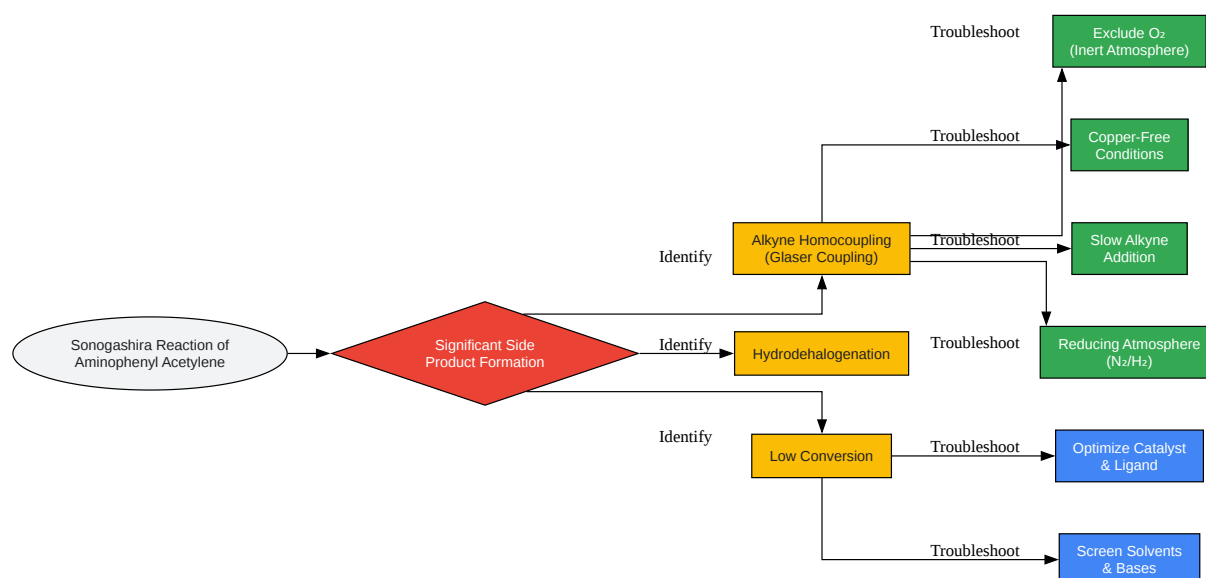 Troubleshoot
Exclude O₂
(Inert Atmosphere)
Troubleshoot
Copper-Free
Conditions
Identify
Alkyne Homocoupling
(Glaser Coupling)
Troubleshoot
Slow Alkyne
Addition
Sonogashira Reaction of
Aminophenyl Acetylene
Significant Side
Product Formation
Identify
Hydrodehalogenation
Troubleshoot
Reducing Atmosphere
(N₂/H₂)
Identify
Low Conversion
Troubleshoot
Optimize Catalyst
& Ligand
Troubleshoot
Screen Solvents
& Bases